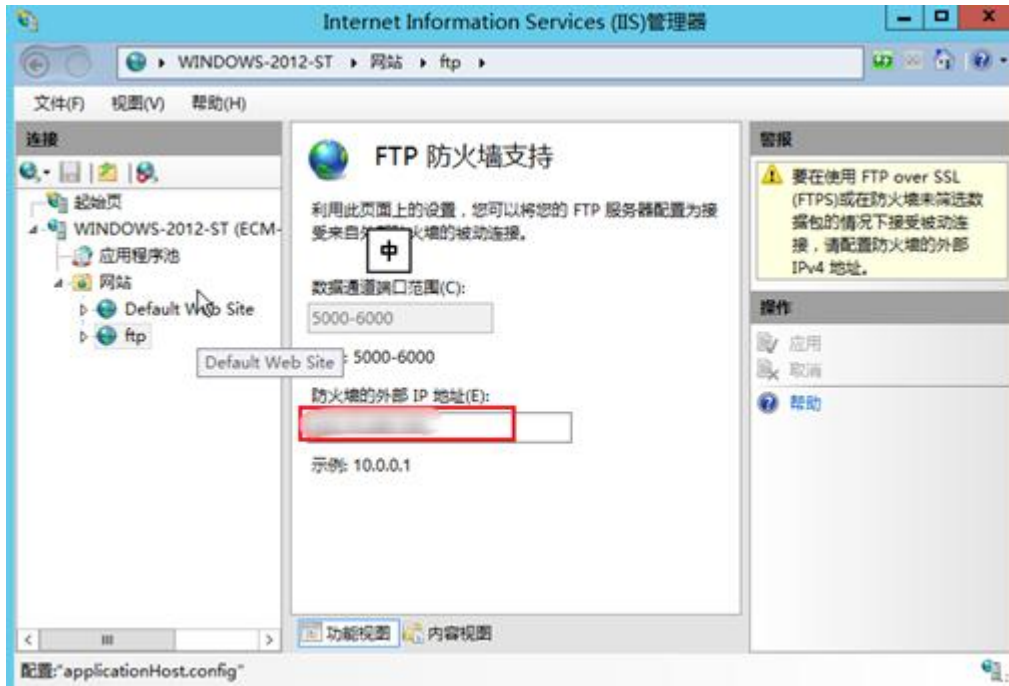 Internet Information Services (IIS)管理器
WINDOWS-2012-ST ▸ 网站 ▸ ftp ▸
文件(F) 视图(V) 帮助(H)
连接
起始页
WINDOWS-2012-ST (ECM-
应用程序池
网站
Default Web Site
ftp
Default Web Site
FTP 防火墙支持
利用此页面上的设置，您可以将您的 FTP 服务器配置为接
受来自外部防火墙的被动连接。
中
数据通道端口范围(C):
5000-6000
: 5000-6000
防火墙的外部 IP 地址(E):
示例: 10.0.0.1
功能视图 内容视图
警报
要在使用 FTP over SSL
(FTPS)或在防火墙未筛选数
据包的情况下接受被动连
接，请配置防火墙的外部
IPv4 地址。
操作
应用
取消
帮助
配置:"applicationHost.config"